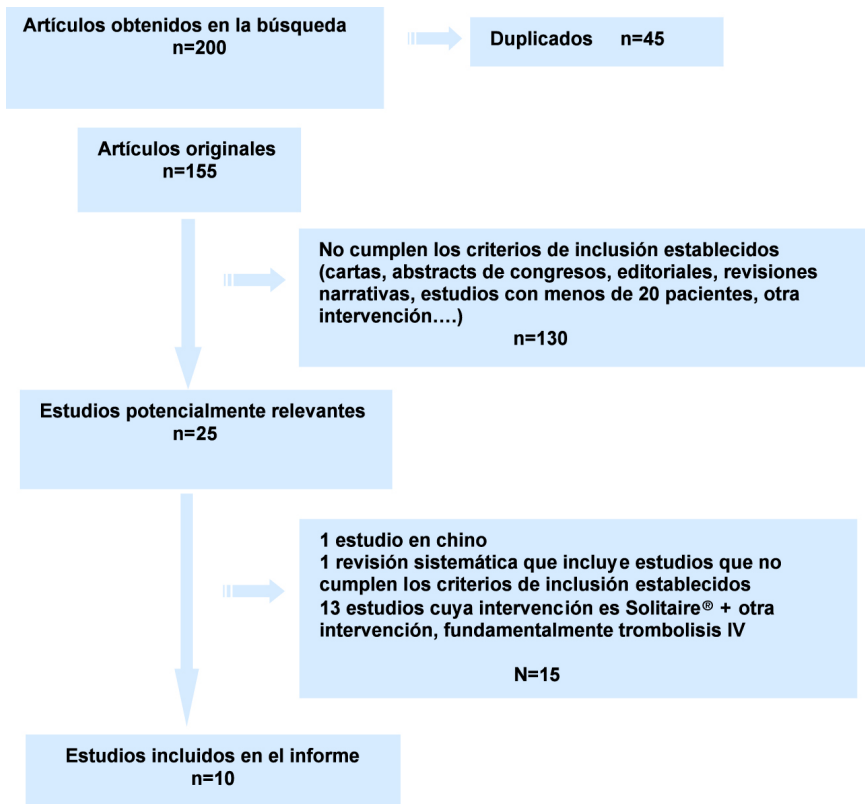 Artículos obtenidos en la búsqueda
n=200
Duplicados n=45
Artículos originales
n=155
No cumplen los criterios de inclusión establecidos
(cartas, abstracts de congresos, editoriales, revisiones
narrativas, estudios con menos de 20 pacientes, otra
intervención….)
n=130
Estudios potencialmente relevantes
n=25
1 estudio en chino
1 revisión sistemática que incluye estudios que no
cumplen los criterios de inclusión establecidos
13 estudios cuya intervención es Solitaire® + otra
intervención, fundamentalmente trombolisis IV
N=15
Estudios incluidos en el informe
n=10